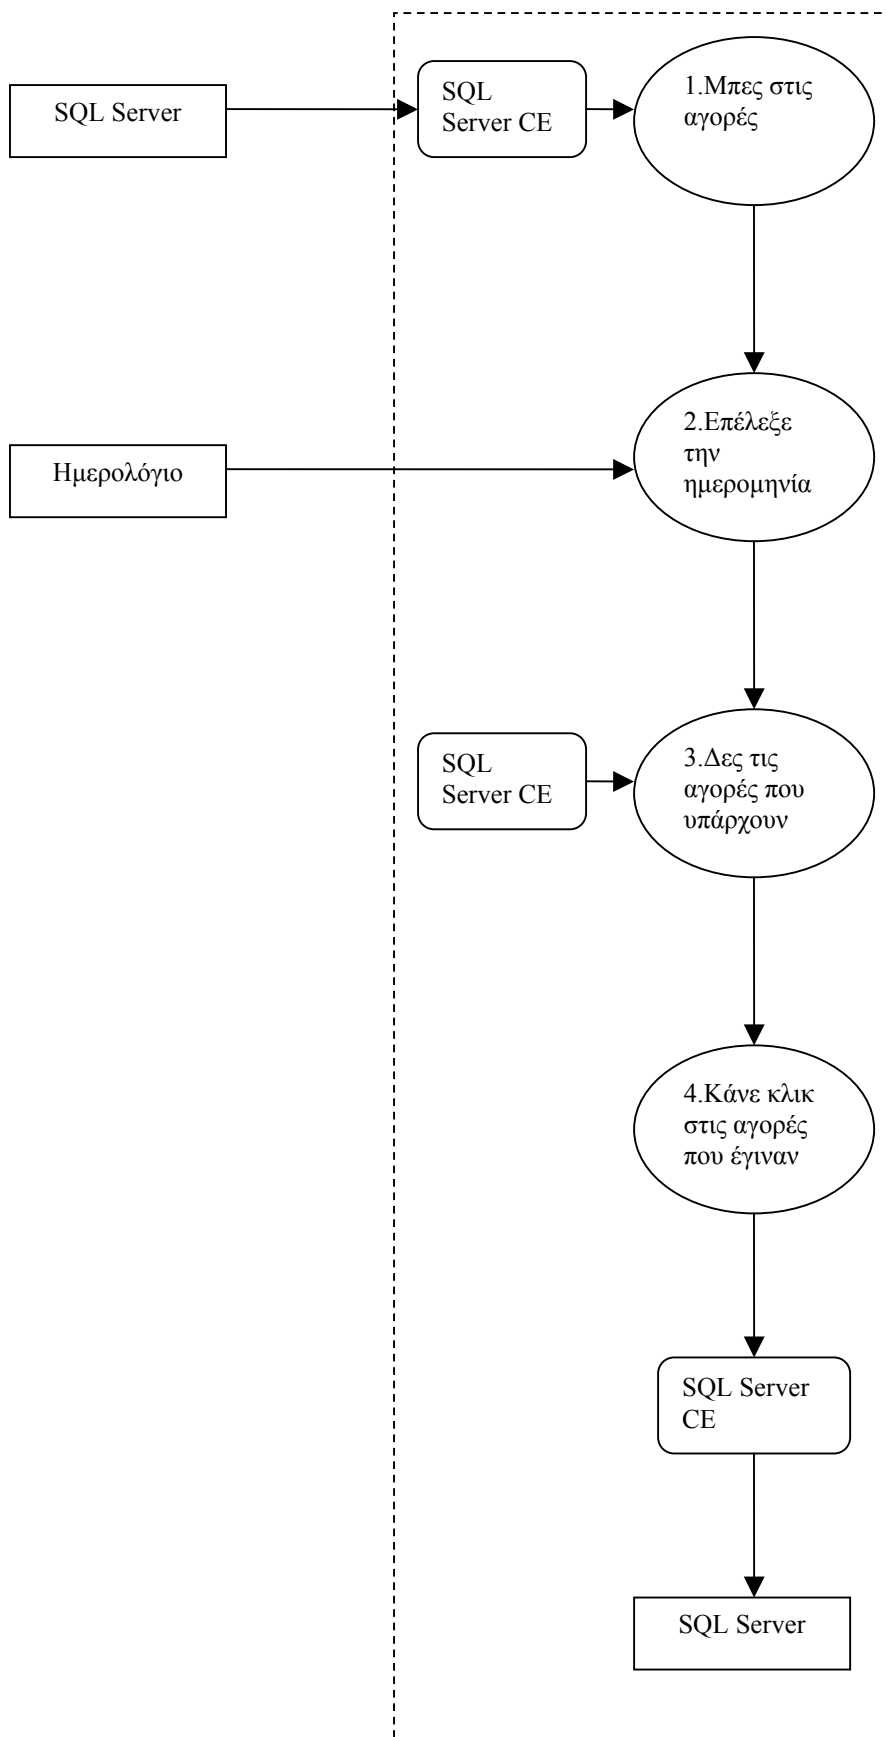 SQL Server
SQL
Server CE
1.Μπες στις
αγορές
Ημερολόγιο
2.Επέλεξε
την
ημερομηνία
SQL
Server CE
3.Δες τις
αγορές που
υπάρχουν
4.Κάνε κλικ
στις αγορές
που έγιναν
SQL Server
CE
SQL Server